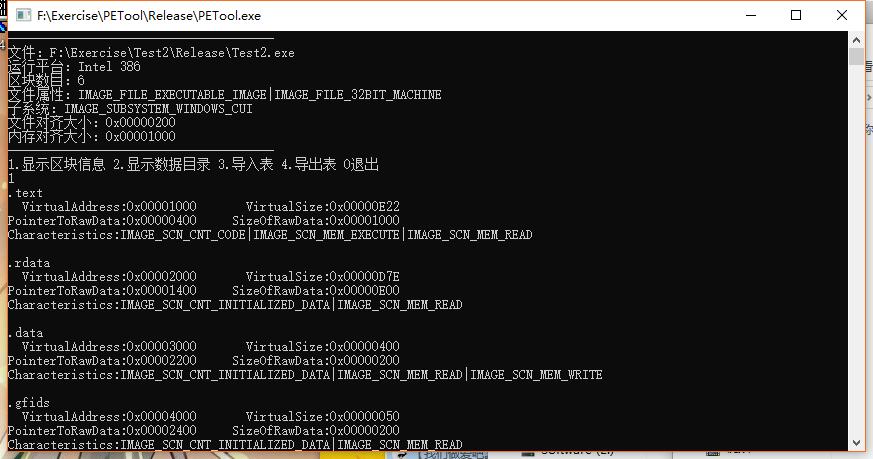 F:\Exercise\PETool\Release\PETool.exe
文件：F:\Exercise\Test2\Release\Test2.exe
运行平台：Intel 386
区块数目：6
文件属性：IMAGE_FILE_EXECUTABLE_IMAGE|IMAGE_FILE_32BIT_MACHINE
子系统：IMAGE_SUBSYSTEM_WINDOWS_CUI
文件对齐大小：0x00000200
内存对齐大小：0x00001000
1.显示区块信息 2.显示数据目录 3.导入表 4.导出表 0退出
1
.text
VirtualAddress:0x00001000 VirtualSize:0x00000E22
PointerToRawData:0x00000400 SizeOfRawData:0x00001000
Characteristics:IMAGE_SCN_CNT_CODE|IMAGE_SCN_MEM_EXECUTE|IMAGE_SCN_MEM_READ
.rdata
VirtualAddress:0x00002000 VirtualSize:0x00000D7E
PointerToRawData:0x00001400 SizeOfRawData:0x00000E00
Characteristics:IMAGE_SCN_CNT_INITIALIZED_DATA|IMAGE_SCN_MEM_READ
.data
VirtualAddress:0x00003000 VirtualSize:0x00000400
PointerToRawData:0x00002200 SizeOfRawData:0x00000200
Characteristics:IMAGE_SCN_CNT_INITIALIZED_DATA|IMAGE_SCN_MEM_READ|IMAGE_SCN_MEM_WRITE
.gfids
VirtualAddress:0x00004000 VirtualSize:0x00000050
PointerToRawData:0x00002400 SizeOfRawData:0x00000200
Characteristics:IMAGE_SCN_CNT_INITIALIZED_DATA|IMAGE_SCN_MEM_READ